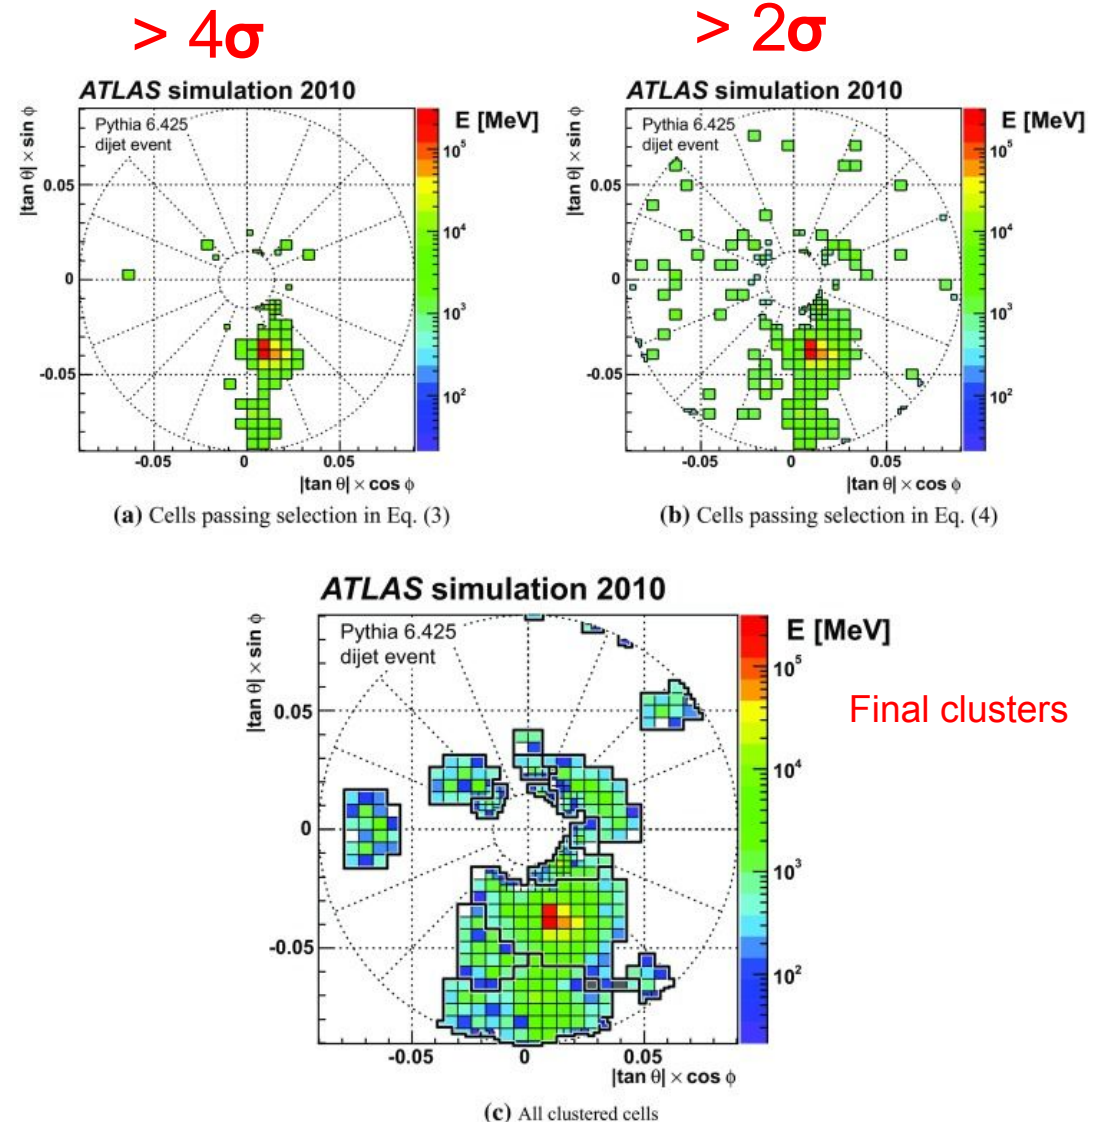 > 4σ
> 2σ
ATLAS simulation 2010
Pythia 6.425
dijet event
E [MeV]
|tan θ| × sin ϕ
10⁵
10⁴
10³
10²
0.05
0
-0.05
-0.05
0
0.05
|tan θ| × cos ϕ
(a) Cells passing selection in Eq. (3)
ATLAS simulation 2010
Pythia 6.425
dijet event
E [MeV]
|tan θ| × sin ϕ
10⁵
10⁴
10³
10²
0.05
0
-0.05
-0.05
0
0.05
|tan θ| × cos ϕ
(b) Cells passing selection in Eq. (4)
ATLAS simulation 2010
Pythia 6.425
dijet event
E [MeV]
|tan θ| × sin ϕ
10⁵
10⁴
10³
10²
0.05
0
-0.05
-0.05
0
0.05
|tan θ| × cos ϕ
Final clusters
(c) All clustered cells